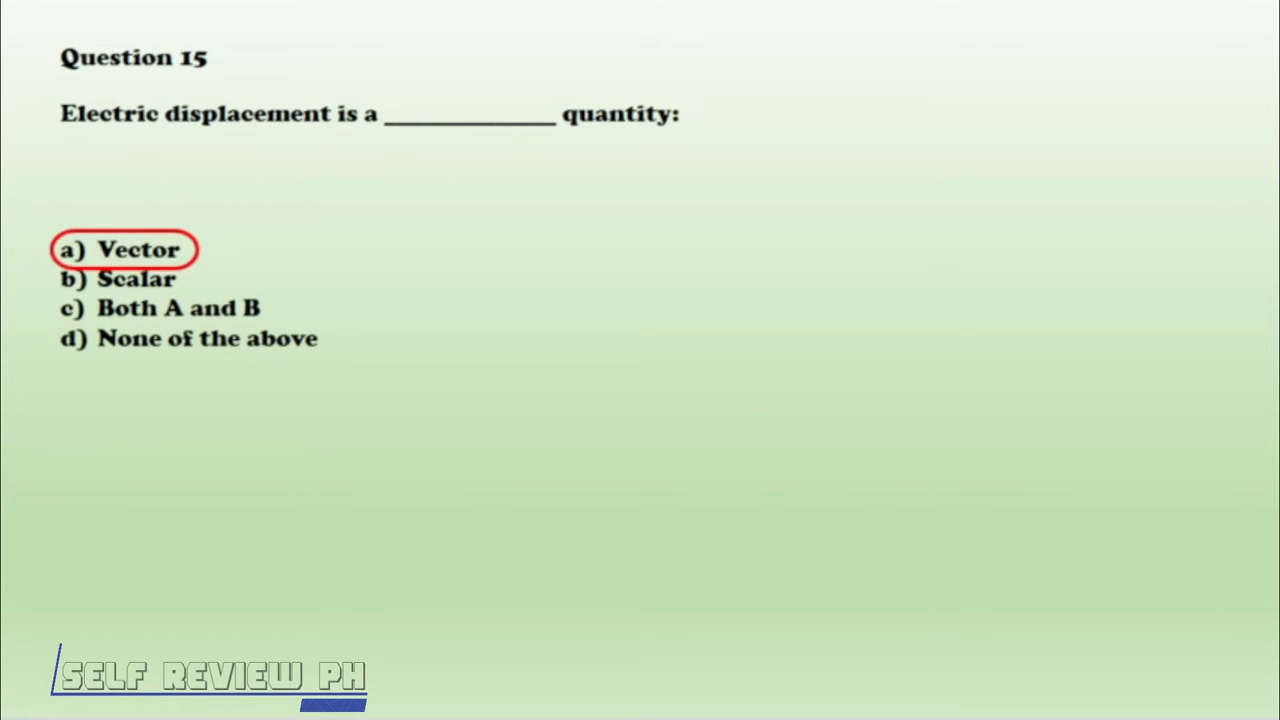 Question 15
Electric displacement is a ______________ quantity:
a) Vector
b) Scalar
c) Both A and B
d) None of the above
SELF REVIEW PH